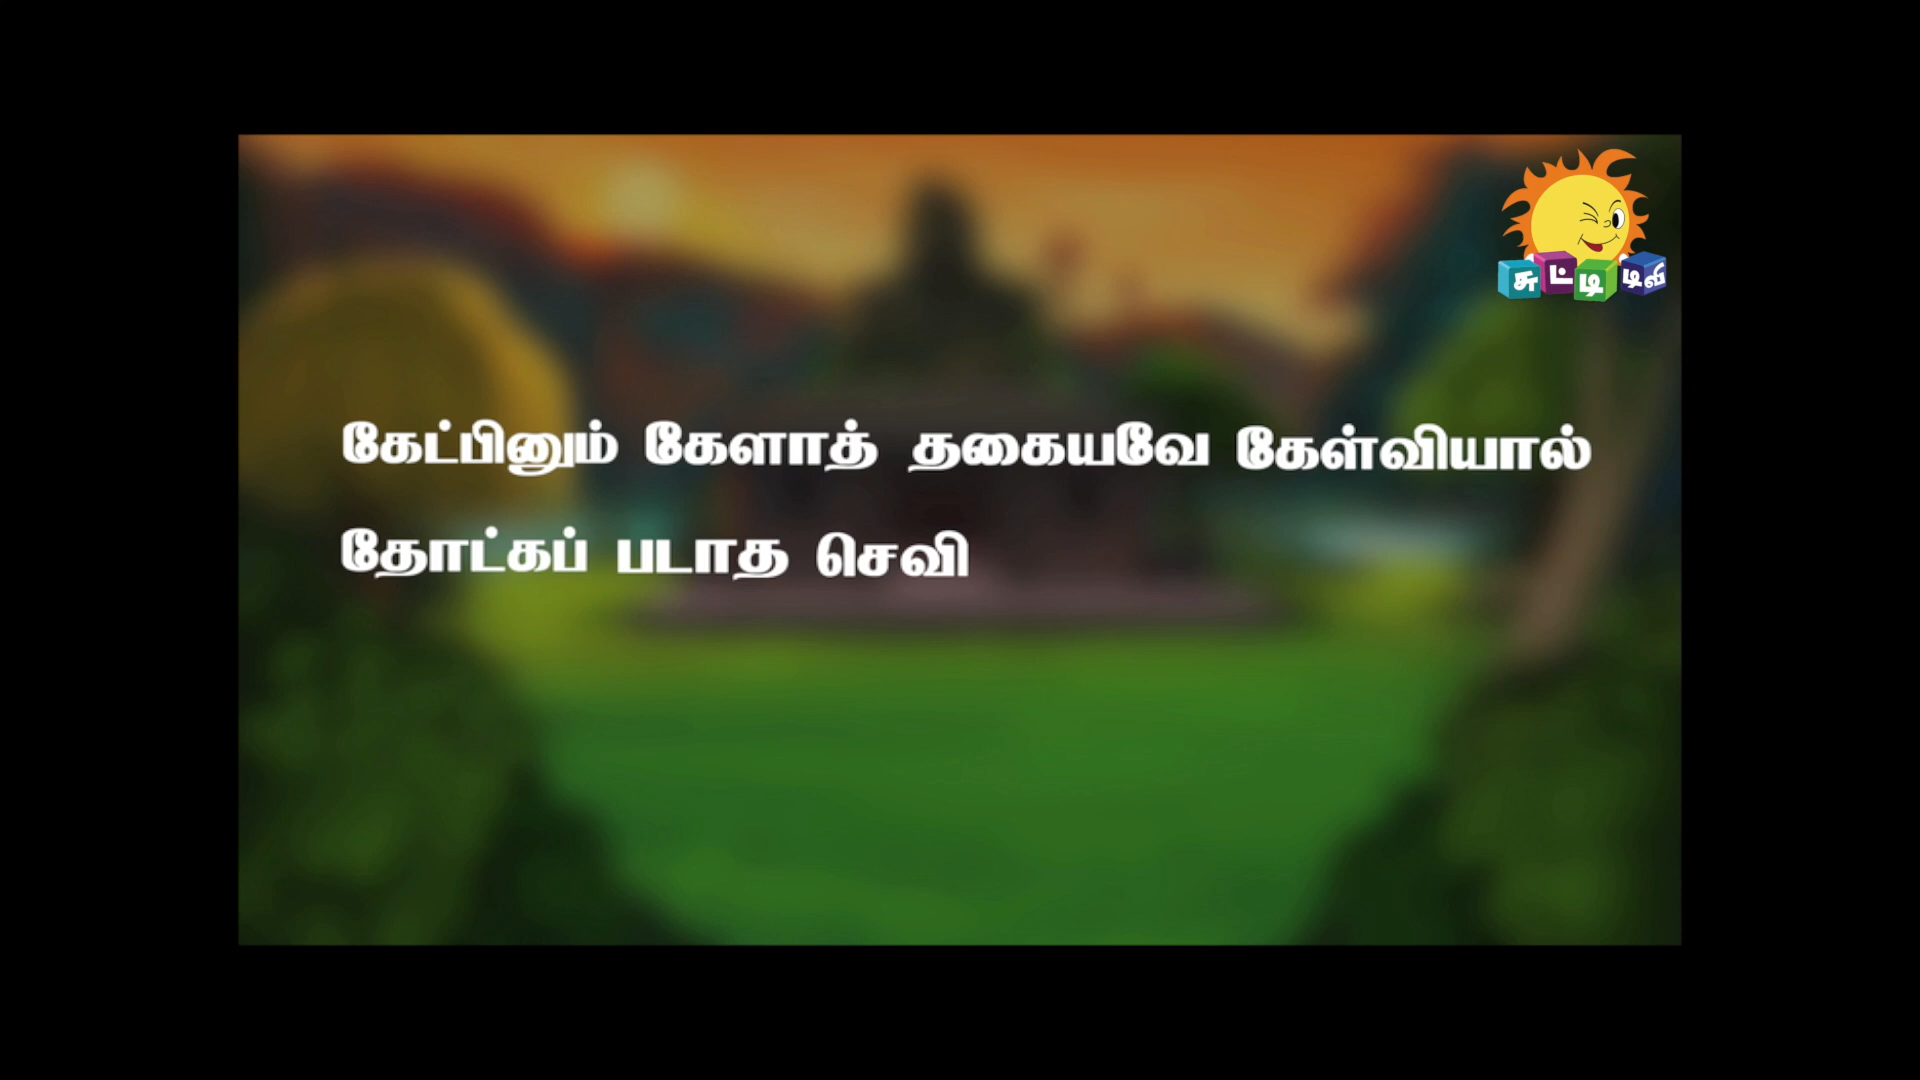 சுட்டி டிவி
கேட்பினும் கேளாத் தகையவே கேள்வியால்
தோட்கப் படாத செவி